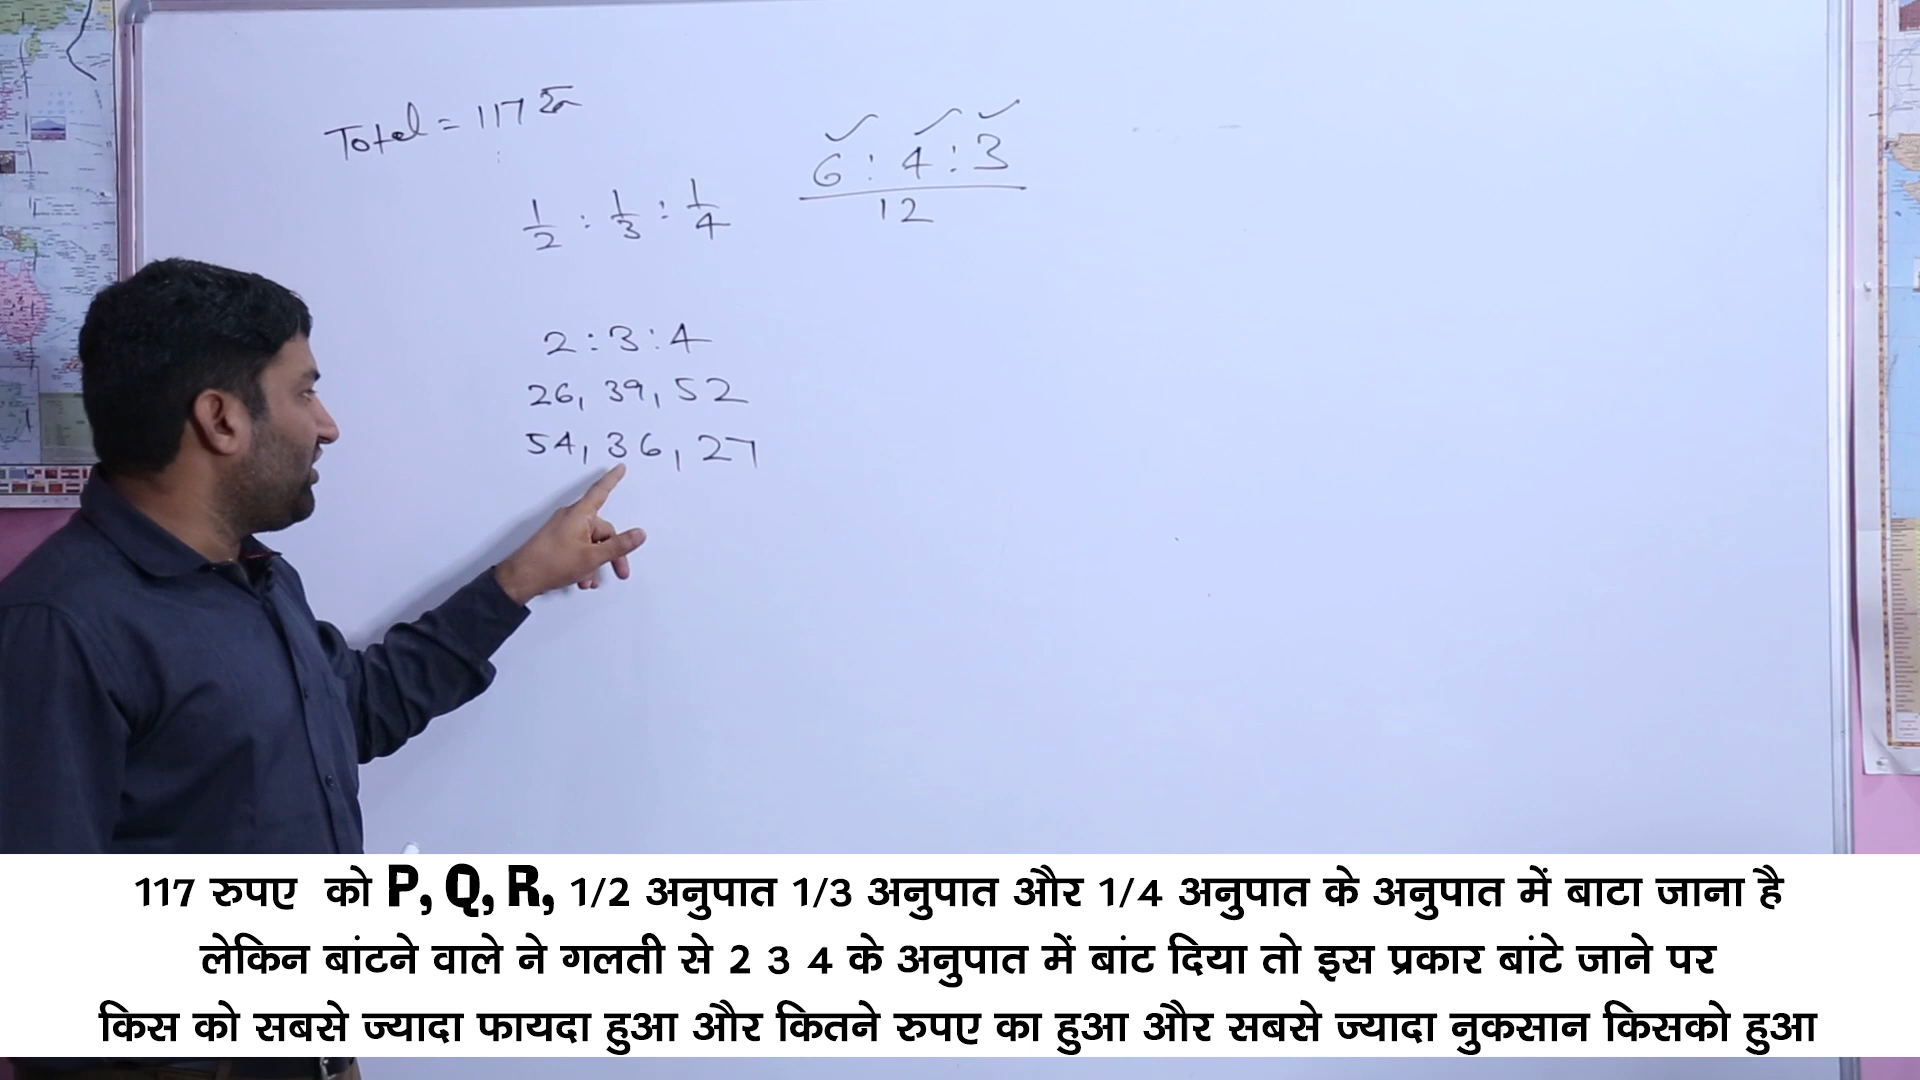 Total = 117 रु
6 : 4 : 3
12
1/2 : 1/3 : 1/4
2 : 3 : 4
26, 39, 52
54, 36, 27
117 रुपए को P, Q, R, 1/2 अनुपात 1/3 अनुपात और 1/4 अनुपात के अनुपात में बाटा जाना है
लेकिन बांटने वाले ने गलती से 2 3 4 के अनुपात में बांट दिया तो इस प्रकार बांटे जाने पर
किस को सबसे ज्यादा फायदा हुआ और कितने रुपए का हुआ और सबसे ज्यादा नुकसान किसको हुआ